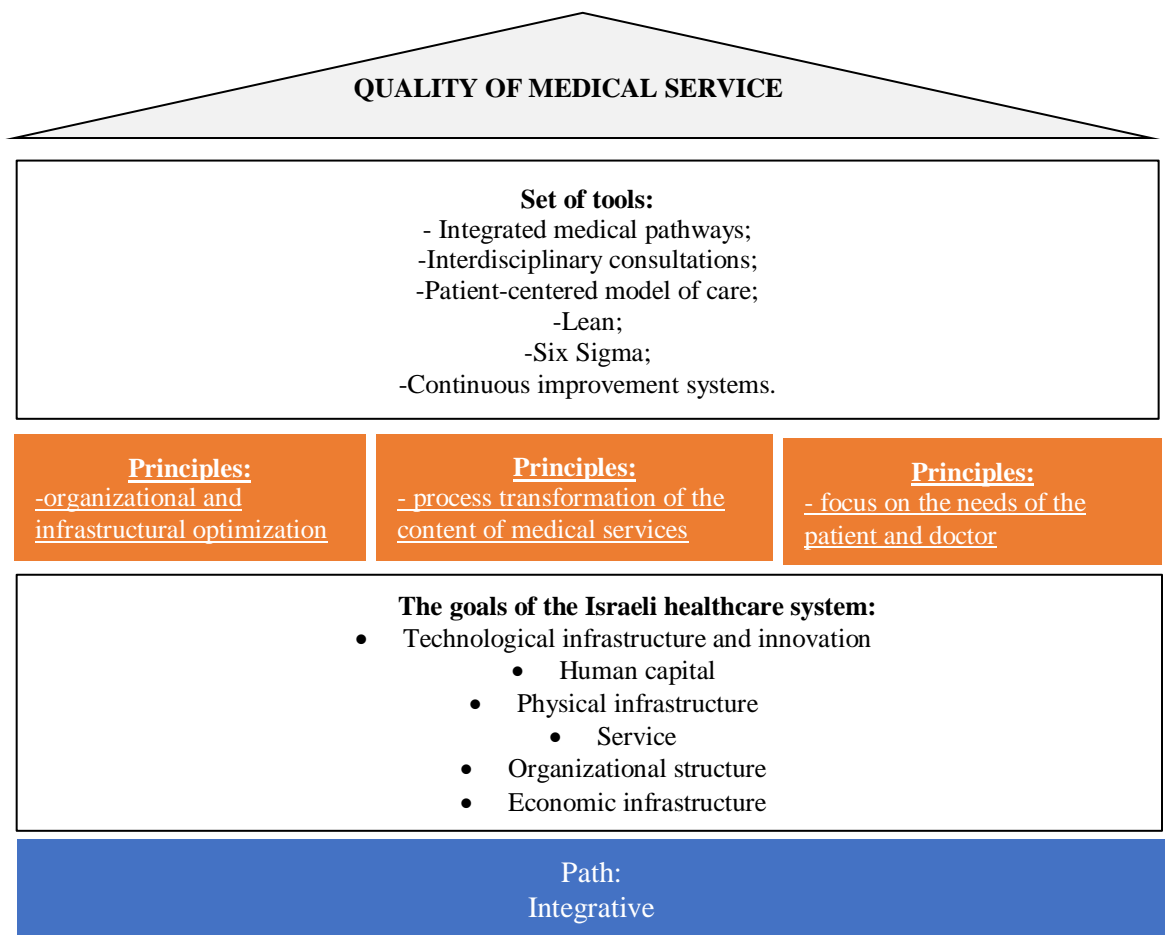 QUALITY OF MEDICAL SERVICE
Set of tools:
- Integrated medical pathways;
-Interdisciplinary consultations;
-Patient-centered model of care;
-Lean;
-Six Sigma;
-Continuous improvement systems.
Principles:
-organizational and
infrastructural optimization
Principles:
- process transformation of the
content of medical services
Principles:
- focus on the needs of the
patient and doctor
The goals of the Israeli healthcare system:
• Technological infrastructure and innovation
• Human capital
• Physical infrastructure
• Service
• Organizational structure
• Economic infrastructure
Path:
Integrative